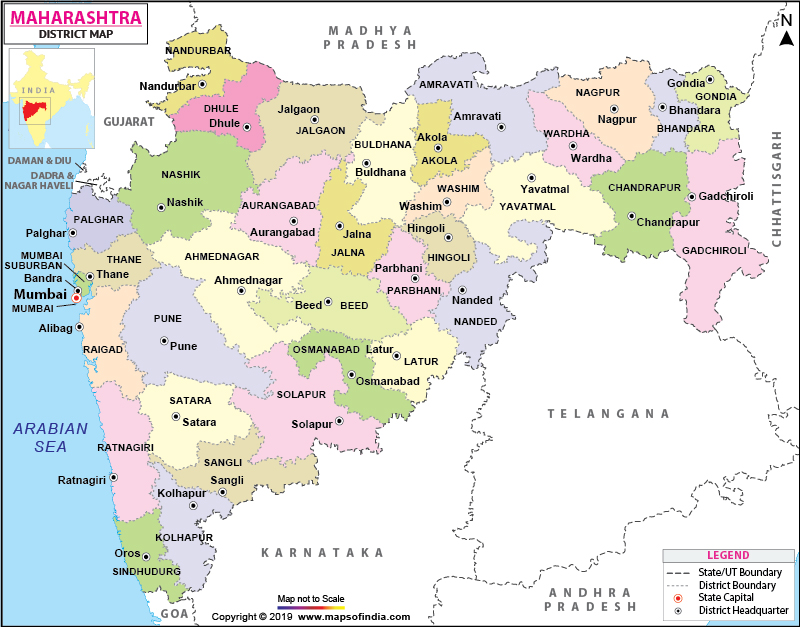 MAHARASHTRA
DISTRICT MAP
INDIA
N
MADHYA
PRADESH
GUJARAT
DAMAN & DIU
DADRA &
NAGAR HAVELI
CHHATTISGARH
TELANGANA
ANDHRA
PRADESH
KARNATAKA
GOA
ARABIAN
SEA
NANDURBAR
Nandurbar
DHULE
Dhule
Jalgaon
JALGAON
BULDHANA
Buldhana
Akola
AKOLA
AMRAVATI
Amravati
NAGPUR
Nagpur
WARDHA
Wardha
Bhandara
BHANDARA
Gondia
GONDIA
NASHIK
Nashik
AURANGABAD
Aurangabad
Jalna
JALNA
WASHIM
Washim
Yavatmal
YAVATMAL
CHANDRAPUR
Chandrapur
Gadchiroli
GADCHIROLI
PALGHAR
Palghar
THANE
Thane
MUMBAI
SUBURBAN
Bandra
Mumbai
MUMBAI
Alibag
RAIGAD
AHMEDNAGAR
Ahmednagar
Hingoli
HINGOLI
Parbhani
PARBHANI
Nanded
NANDED
Beed
BEED
PUNE
Pune
OSMANABAD
Osmanabad
Latur
LATUR
SATARA
Satara
SOLAPUR
Solapur
RATNAGIRI
Ratnagiri
SANGLI
Sangli
Kolhapur
KOLHAPUR
Oros
SINDHUDURG
Map not to Scale
Copyright © 2019 www.mapsofindia.com
LEGEND
State/UT Boundary
District Boundary
State Capital
District Headquarter